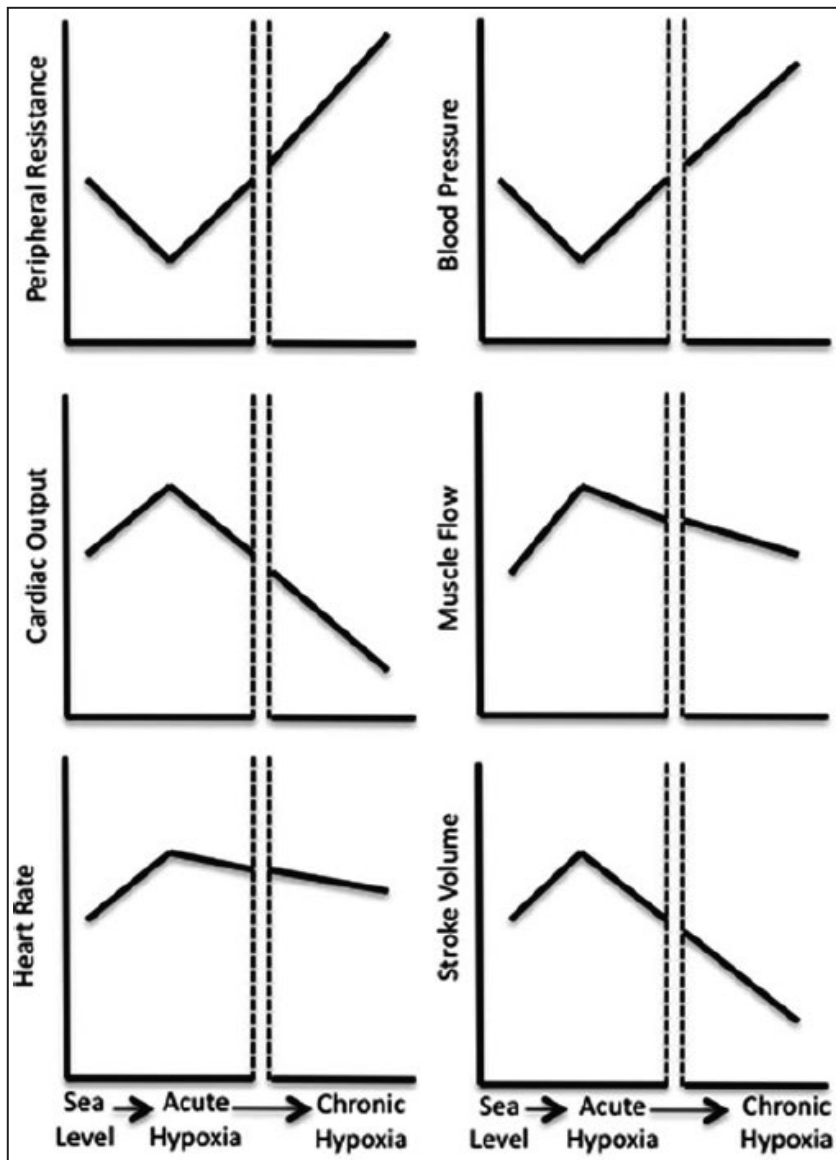 Peripheral Resistance
Blood Pressure
Cardiac Output
Muscle Flow
Heart Rate
Stroke Volume
Sea Level
Acute Hypoxia
Chronic Hypoxia
Sea Level
Acute Hypoxia
Chronic Hypoxia